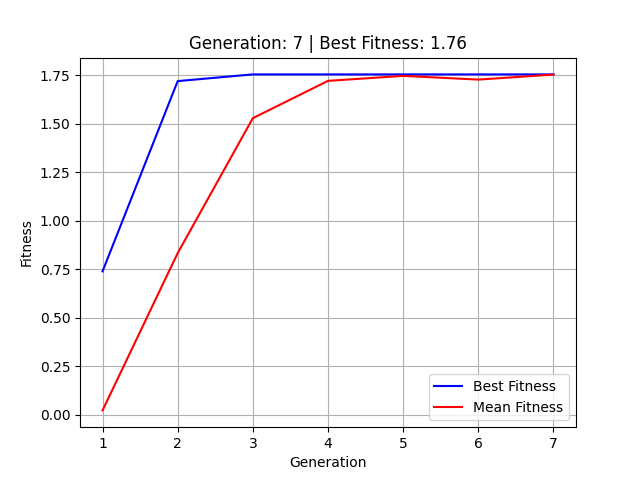 Generation: 7 | Best Fitness: 1.76
1.75
1.50
1.25
1.00
0.75
0.50
0.25
0.00
Fitness
Best Fitness
Mean Fitness
1 2 3 4 5 6 7
Generation